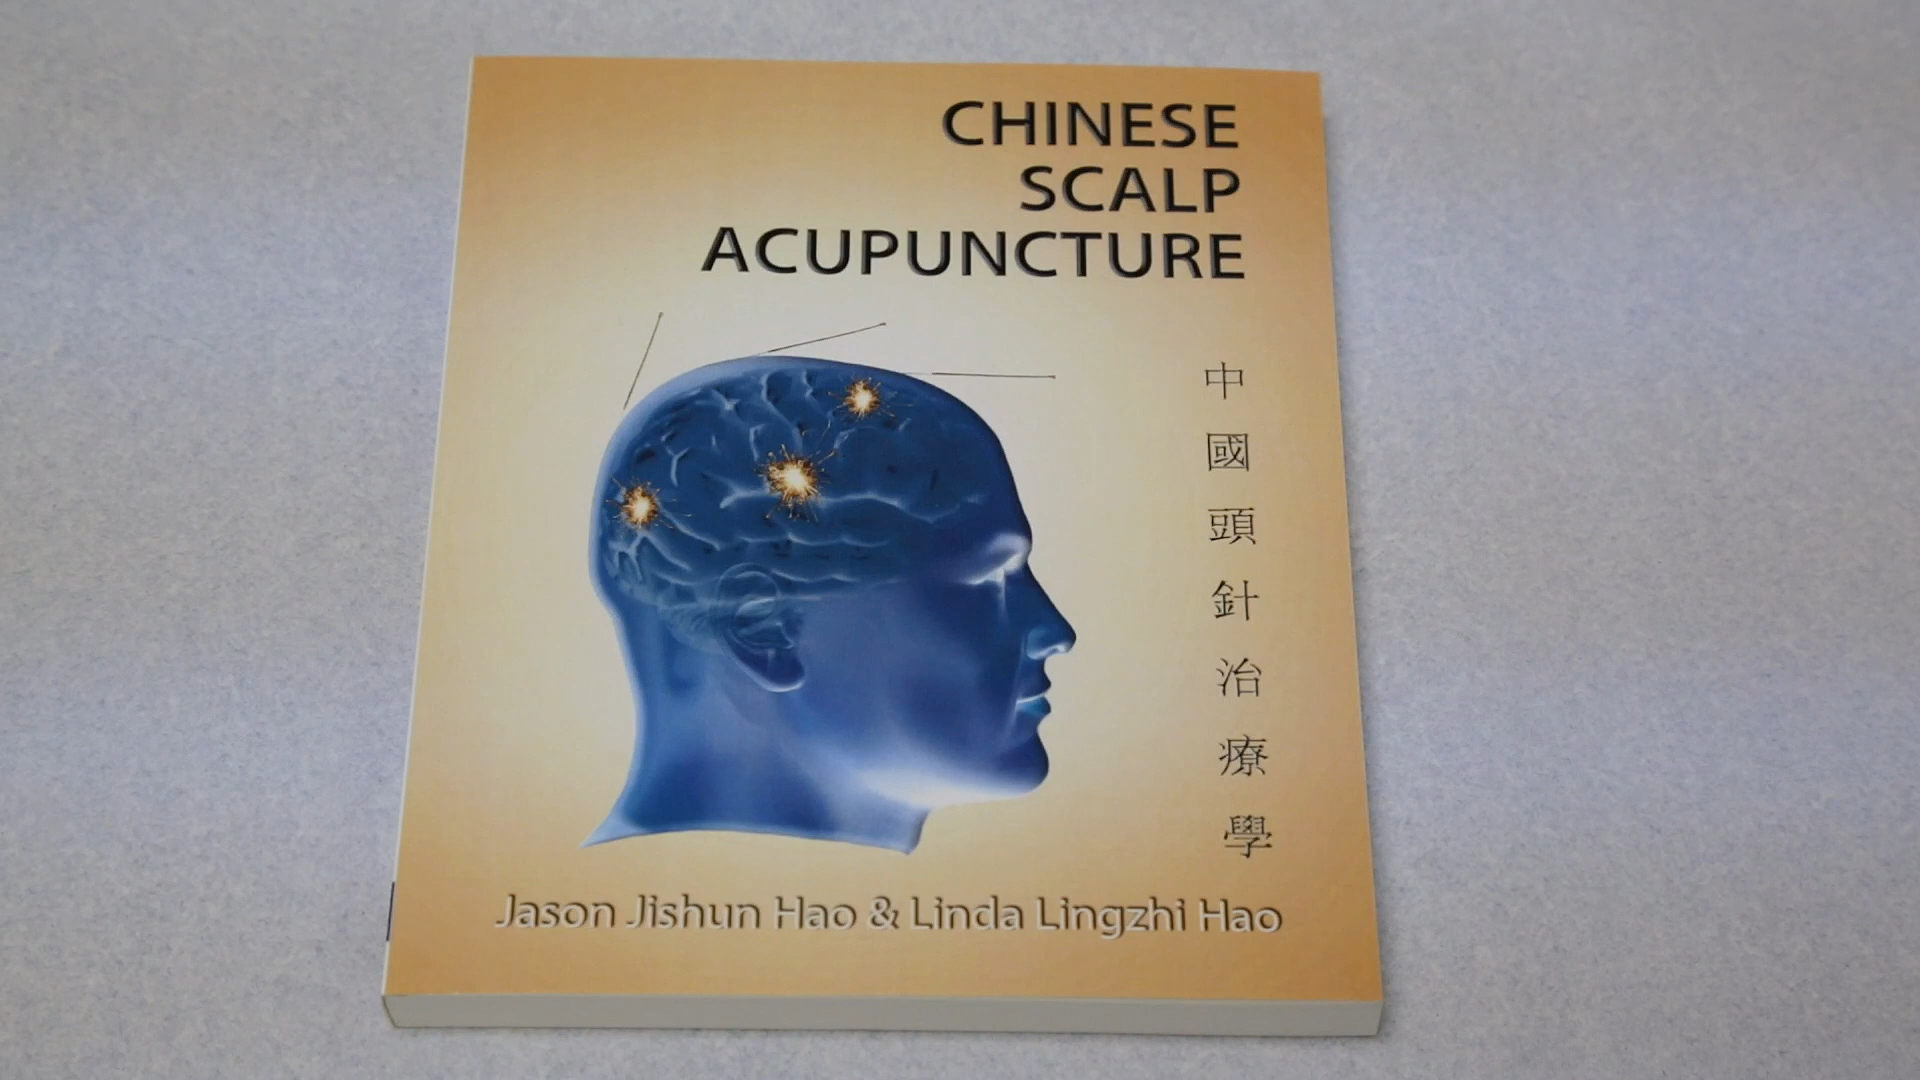 CHINESE
SCALP
ACUPUNCTURE
中國頭針治療學
Jason Jishun Hao & Linda Lingzhi Hao